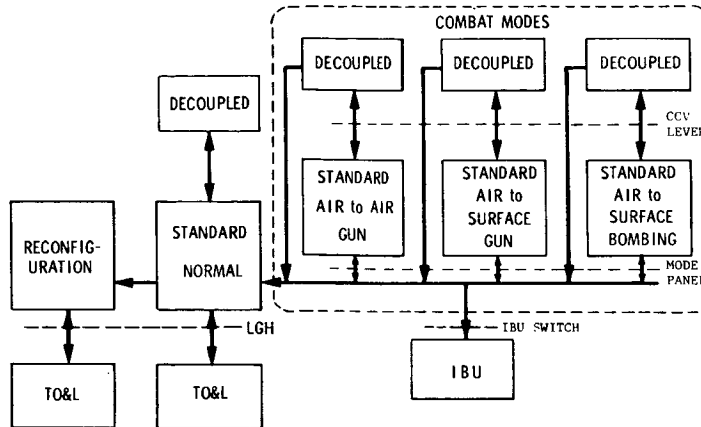 COMBAT MODES
DECOUPLED
DECOUPLED
DECOUPLED
DECOUPLED
CCV
LEVER
STANDARD
AIR to AIR
GUN
STANDARD
AIR to
SURFACE
GUN
STANDARD
AIR to
SURFACE
BOMBING
RECONFIG-
URATION
STANDARD
NORMAL
MODE
PANEL
LGH
IBU SWITCH
TO&L
TO&L
IBU